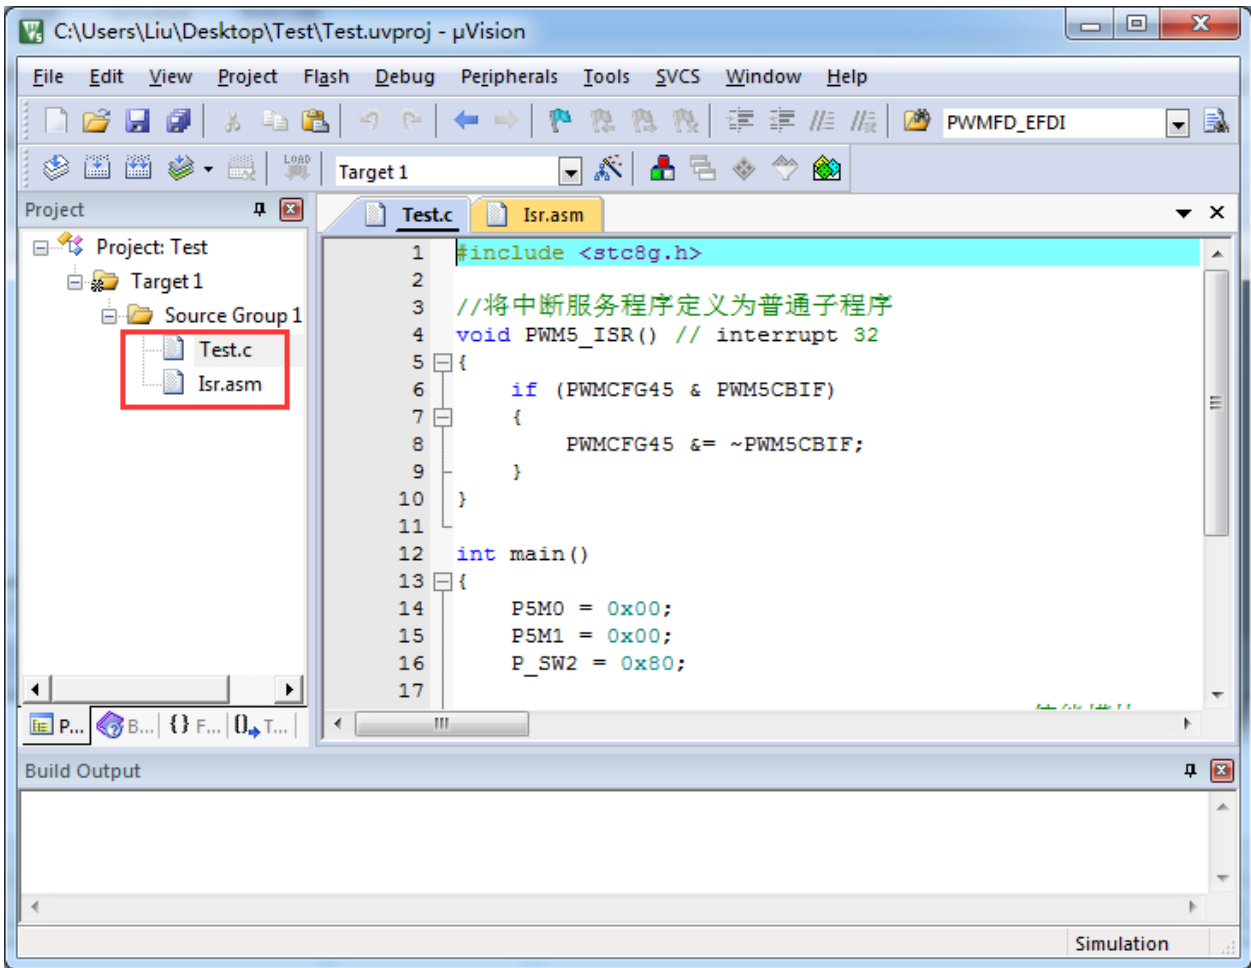 C:\Users\Liu\Desktop\Test\Test.uvproj - µVision
File Edit View Project Flash Debug Peripherals Tools SVCS Window Help
PWMFD_EFDI
LOAD Target 1
Project
Test.c Isr.asm
Project: Test
Target 1
Source Group 1
Test.c
Isr.asm
1 #include <stc8g.h>
2
3 //将中断服务程序定义为普通子程序
4 void PWM5_ISR() // interrupt 32
5 {
6 if (PWMCFG45 & PWM5CBIF)
7 {
8 PWMCFG45 &= ~PWM5CBIF;
9 }
10 }
11
12 int main()
13 {
14 P5M0 = 0x00;
15 P5M1 = 0x00;
16 P_SW2 = 0x80;
17
P... B... {} F... 0 T...
Build Output
Simulation